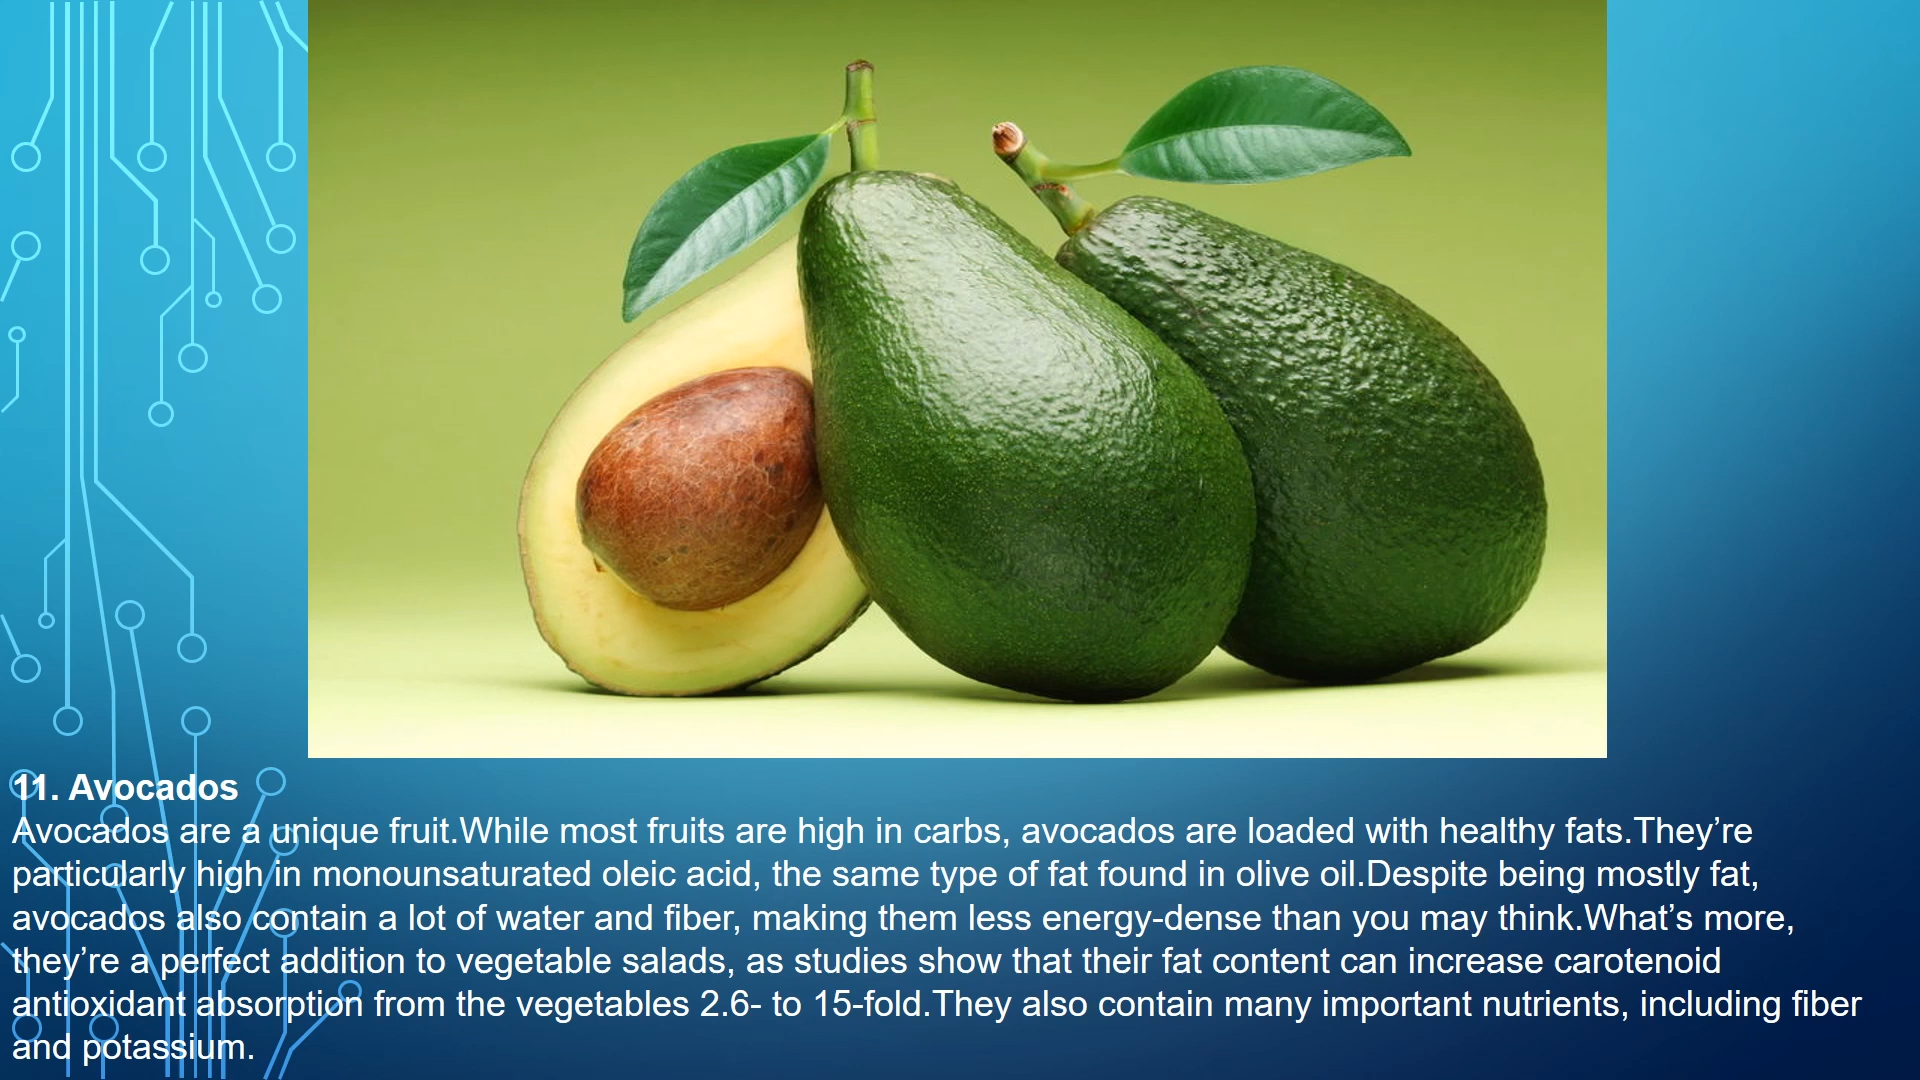 11. Avocados
Avocados are a unique fruit.While most fruits are high in carbs, avocados are loaded with healthy fats.They’re
particularly high in monounsaturated oleic acid, the same type of fat found in olive oil.Despite being mostly fat,
avocados also contain a lot of water and fiber, making them less energy-dense than you may think.What’s more,
they’re a perfect addition to vegetable salads, as studies show that their fat content can increase carotenoid
antioxidant absorption from the vegetables 2.6- to 15-fold.They also contain many important nutrients, including fiber
and potassium.